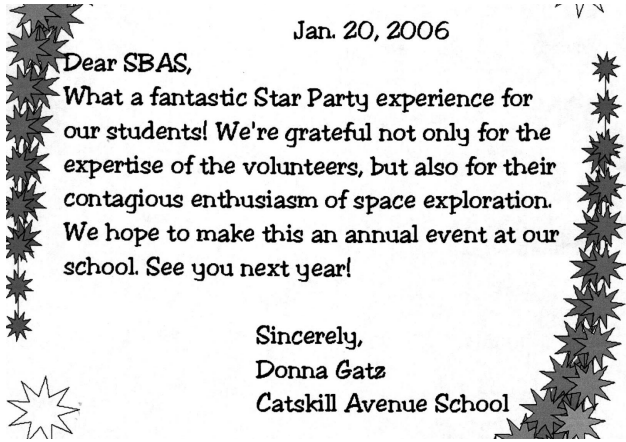 Jan. 20, 2006
Dear SBAS,
What a fantastic Star Party experience for
our students! We're grateful not only for the
expertise of the volunteers, but also for their
contagious enthusiasm of space exploration.
We hope to make this an annual event at our
school. See you next year!
Sincerely,
Donna Gatz
Catskill Avenue School